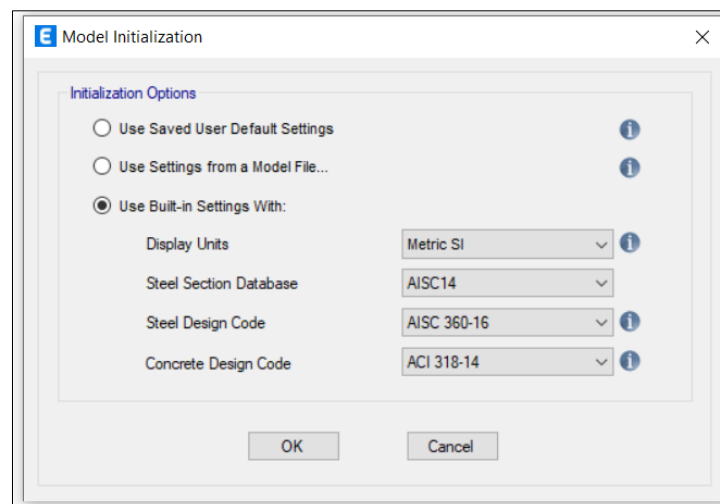 E Model Initialization
Initialization Options
Use Saved User Default Settings
Use Settings from a Model File...
Use Built-in Settings With:
Display Units Metric SI
Steel Section Database AISC14
Steel Design Code AISC 360-16
Concrete Design Code ACI 318-14
OK Cancel